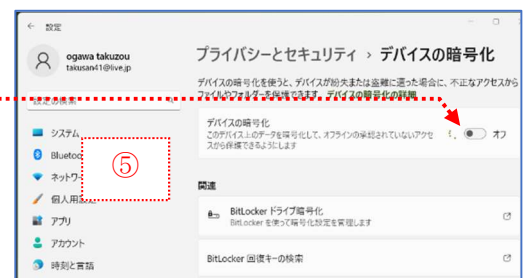 ← 設定
ogawa takuzou
takusan41@live.jp
プライバシーとセキュリティ › デバイスの暗号化
デバイスの暗号化を使うと、デバイスが紛失または盗難に遭った場合に、不正なアクセスから
ファイルやフォルダーを保護できます。 デバイスの暗号化の詳細
設定の検索
デバイスの暗号化
このデバイス上のデータを暗号化して、オフラインの承認されていないアクセ
スから保護できるようにします
オフ
システム
Bluetoo
⑤
ネットワー
個人用設定
アプリ
アカウント
時刻と言語
関連
BitLocker ドライブ暗号化
BitLocker を使って暗号化設定を管理します
BitLocker 回復キーの検索